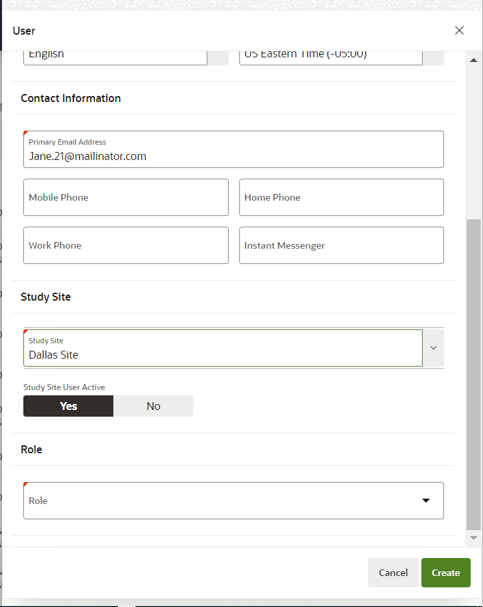 User
English
US Eastern Time (-05:00)
Contact Information
Primary Email Address
Jane.21@mailinator.com
Mobile Phone
Home Phone
Work Phone
Instant Messenger
Study Site
Study Site
Dallas Site
Study Site User Active
Yes
No
Role
Role
Cancel
Create